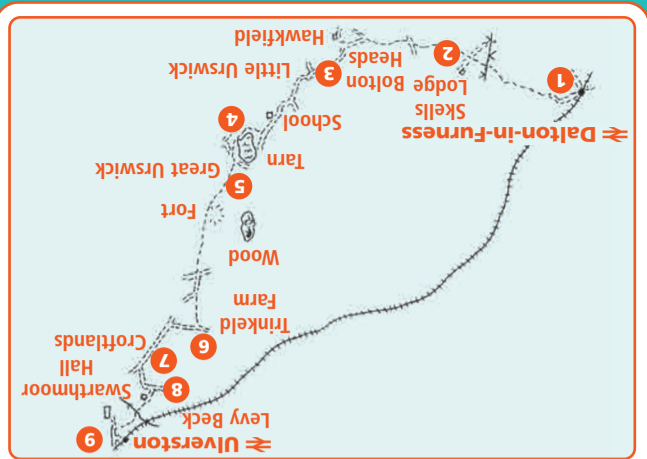 Ulverston
9
Levy Beck
Swarthmoor
Hall
8
7
Croftlands
6
Trinkeld
Farm
Wood
Fort
5
Great Urswick
Tarn
4
School
Dalton-in-Furness
Skells
Lodge
1
3
Little Urswick
Bolton
Heads
2
Hawkfield